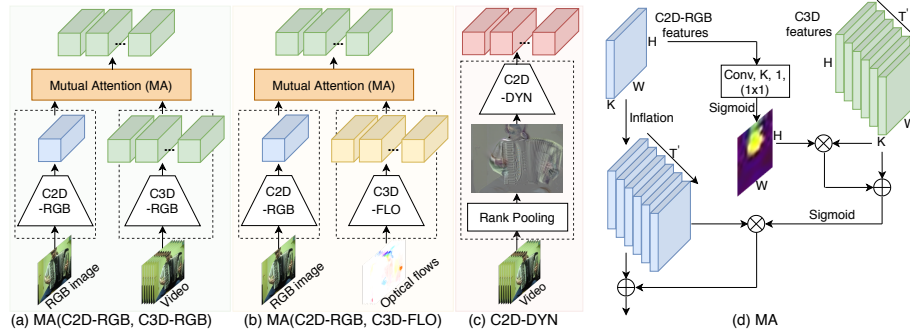 Mutual Attention (MA)
C2D
-RGB
C3D
-RGB
RGB image
Video
(a) MA(C2D-RGB, C3D-RGB)
Mutual Attention (MA)
C2D
-RGB
C3D
-FLO
RGB image
Optical flows
(b) MA(C2D-RGB, C3D-FLO)
C2D
-DYN
Rank Pooling
Video
(c) C2D-DYN
C2D-RGB
features
H
W
K
Conv, K, 1,
(1x1)
Sigmoid
H
W
C3D
features
T'
H
W
K
Inflation
T'
Sigmoid
(d) MA